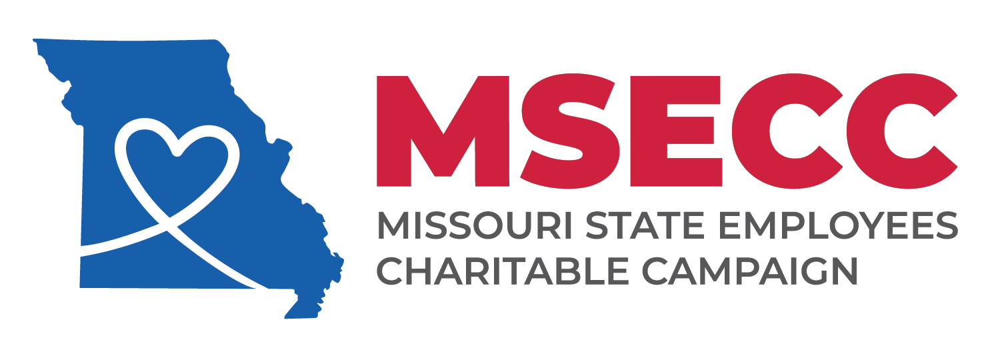 MSECC
MISSOURI STATE EMPLOYEES
CHARITABLE CAMPAIGN